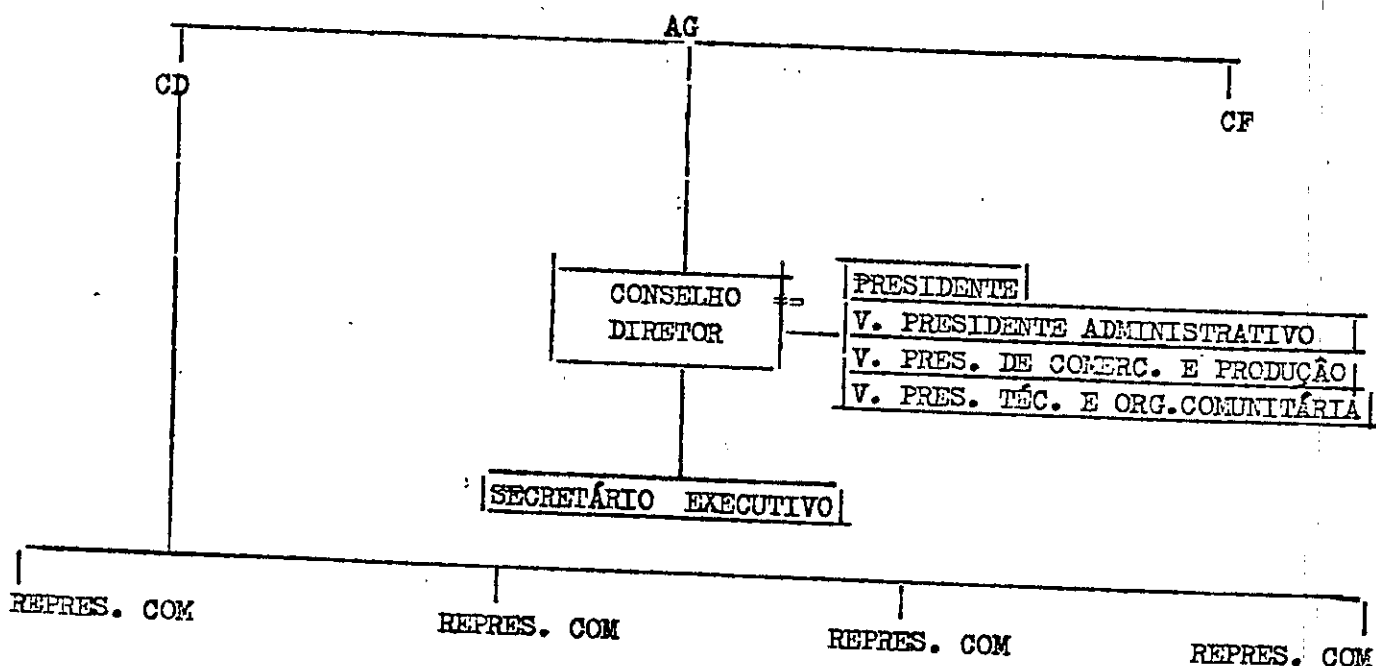 AG
CD
CF
CONSELHO
DIRETOR
PRESIDENTE
V. PRESIDENTE ADMINISTRATIVO
V. PRES. DE COMERC. E PRODUÇÂO
V. PRES. TÉC. E ORG.COMUNITÁRIA
SECRETÁRIO EXECUTIVO
REPRES. COM
REPRES. COM
REPRES. COM
REPRES. COM